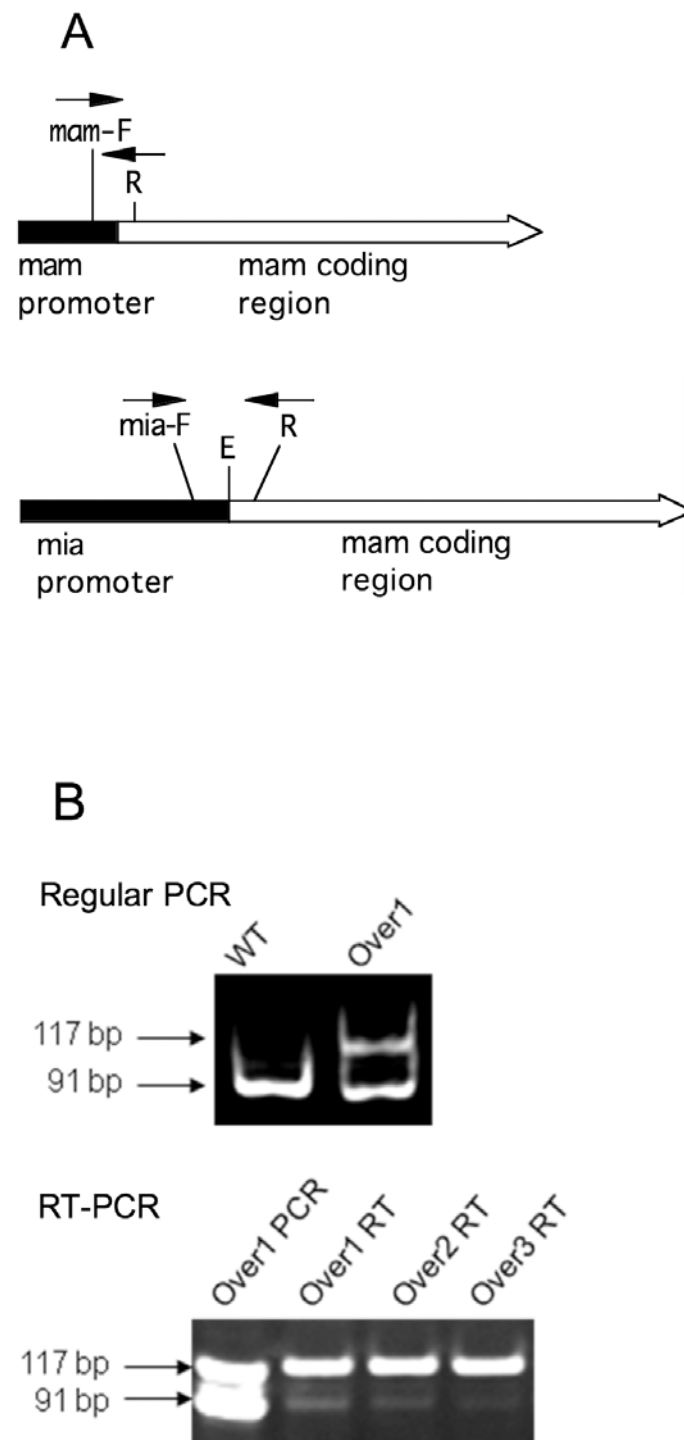 A
mam-F
R
mam
promoter
mam coding
region
mia-F
E
R
mia
promoter
mam coding
region
B
Regular PCR
WT
Over1
117 bp
91 bp
RT-PCR
Over1 PCR
Over1 RT
Over2 RT
Over3 RT
117 bp
91 bp